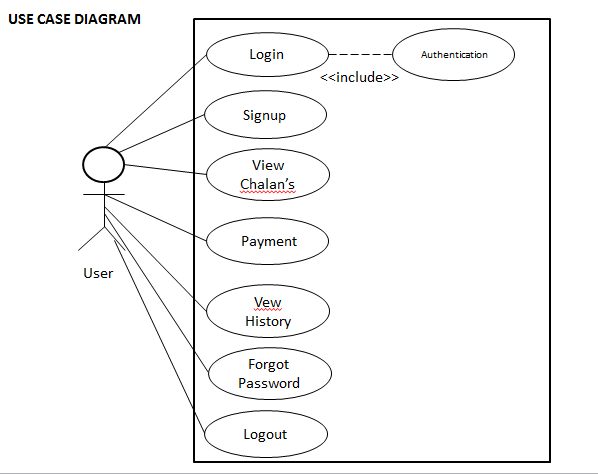 USE CASE DIAGRAM
Login
Authentication
<<include>>
Signup
View
Chalan’s
Payment
User
Vew
History
Forgot
Password
Logout